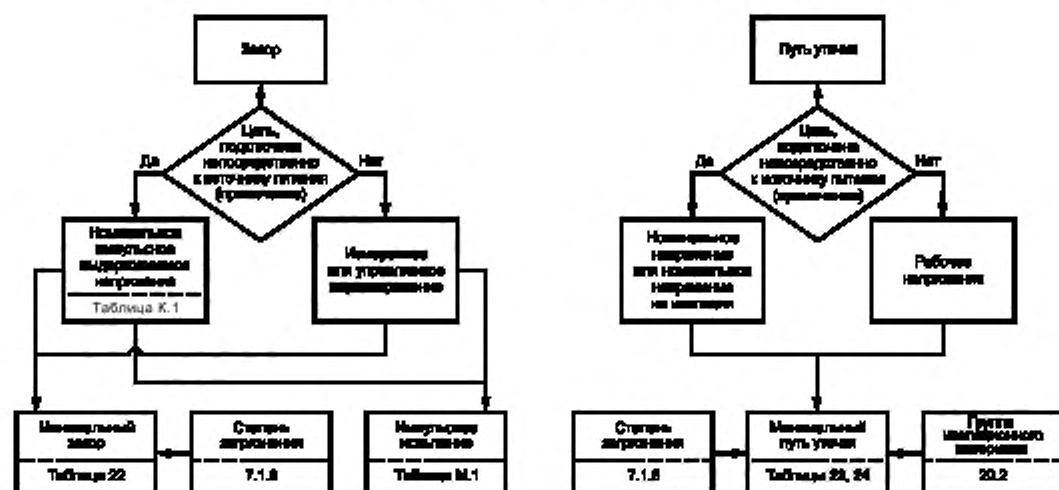 Зазор
Цепь,
подключена
непосредственно
к источнику питания
(примечание)
Да
Нет
Номинальное
импульсное
выдерживаемое
напряжение
Таблица К.1
или управляемое
перенапряжение
Минимальный
зазор
Таблица 22
Степень
загрязнения
7.1.6
Импульсное
испытание
Таблица М.1
Путь утечки
Цепь,
подключена
непосредственно
к источнику питания
(примечание)
Да
Нет
Номинальное
напряжение
или номинальное
напряжение
Рабочее
напряжение
Степень
загрязнения
7.1.6
Минимальный
путь утечки
Таблицы 23, 24
Группа
изоляционного
материала
20.2